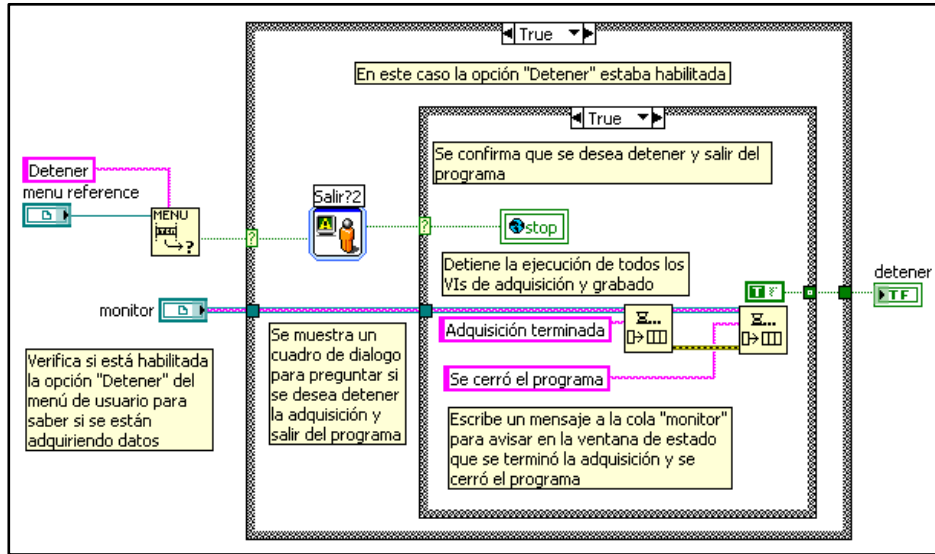 True
En este caso la opción "Detener" estaba habilitada
True
Se confirma que se desea detener y salir del
programa
Detener
menu reference
MENU
?
Salir?2
?
?
stop
Detiene la ejecución de todos los
VIs de adquisición y grabado
T
detener
TF
monitor
Adquisición terminada
Se cerró el programa
Verifica si está habilitada
la opción "Detener" del
menú de usuario para
saber si se están
adquiriendo datos
Se muestra un
cuadro de dialogo
para preguntar si
se desea detener
la adquisición y
salir del programa
Escribe un mensaje a la cola "monitor"
para avisar en la ventana de estado
que se terminó la adquisición y se
cerró el programa